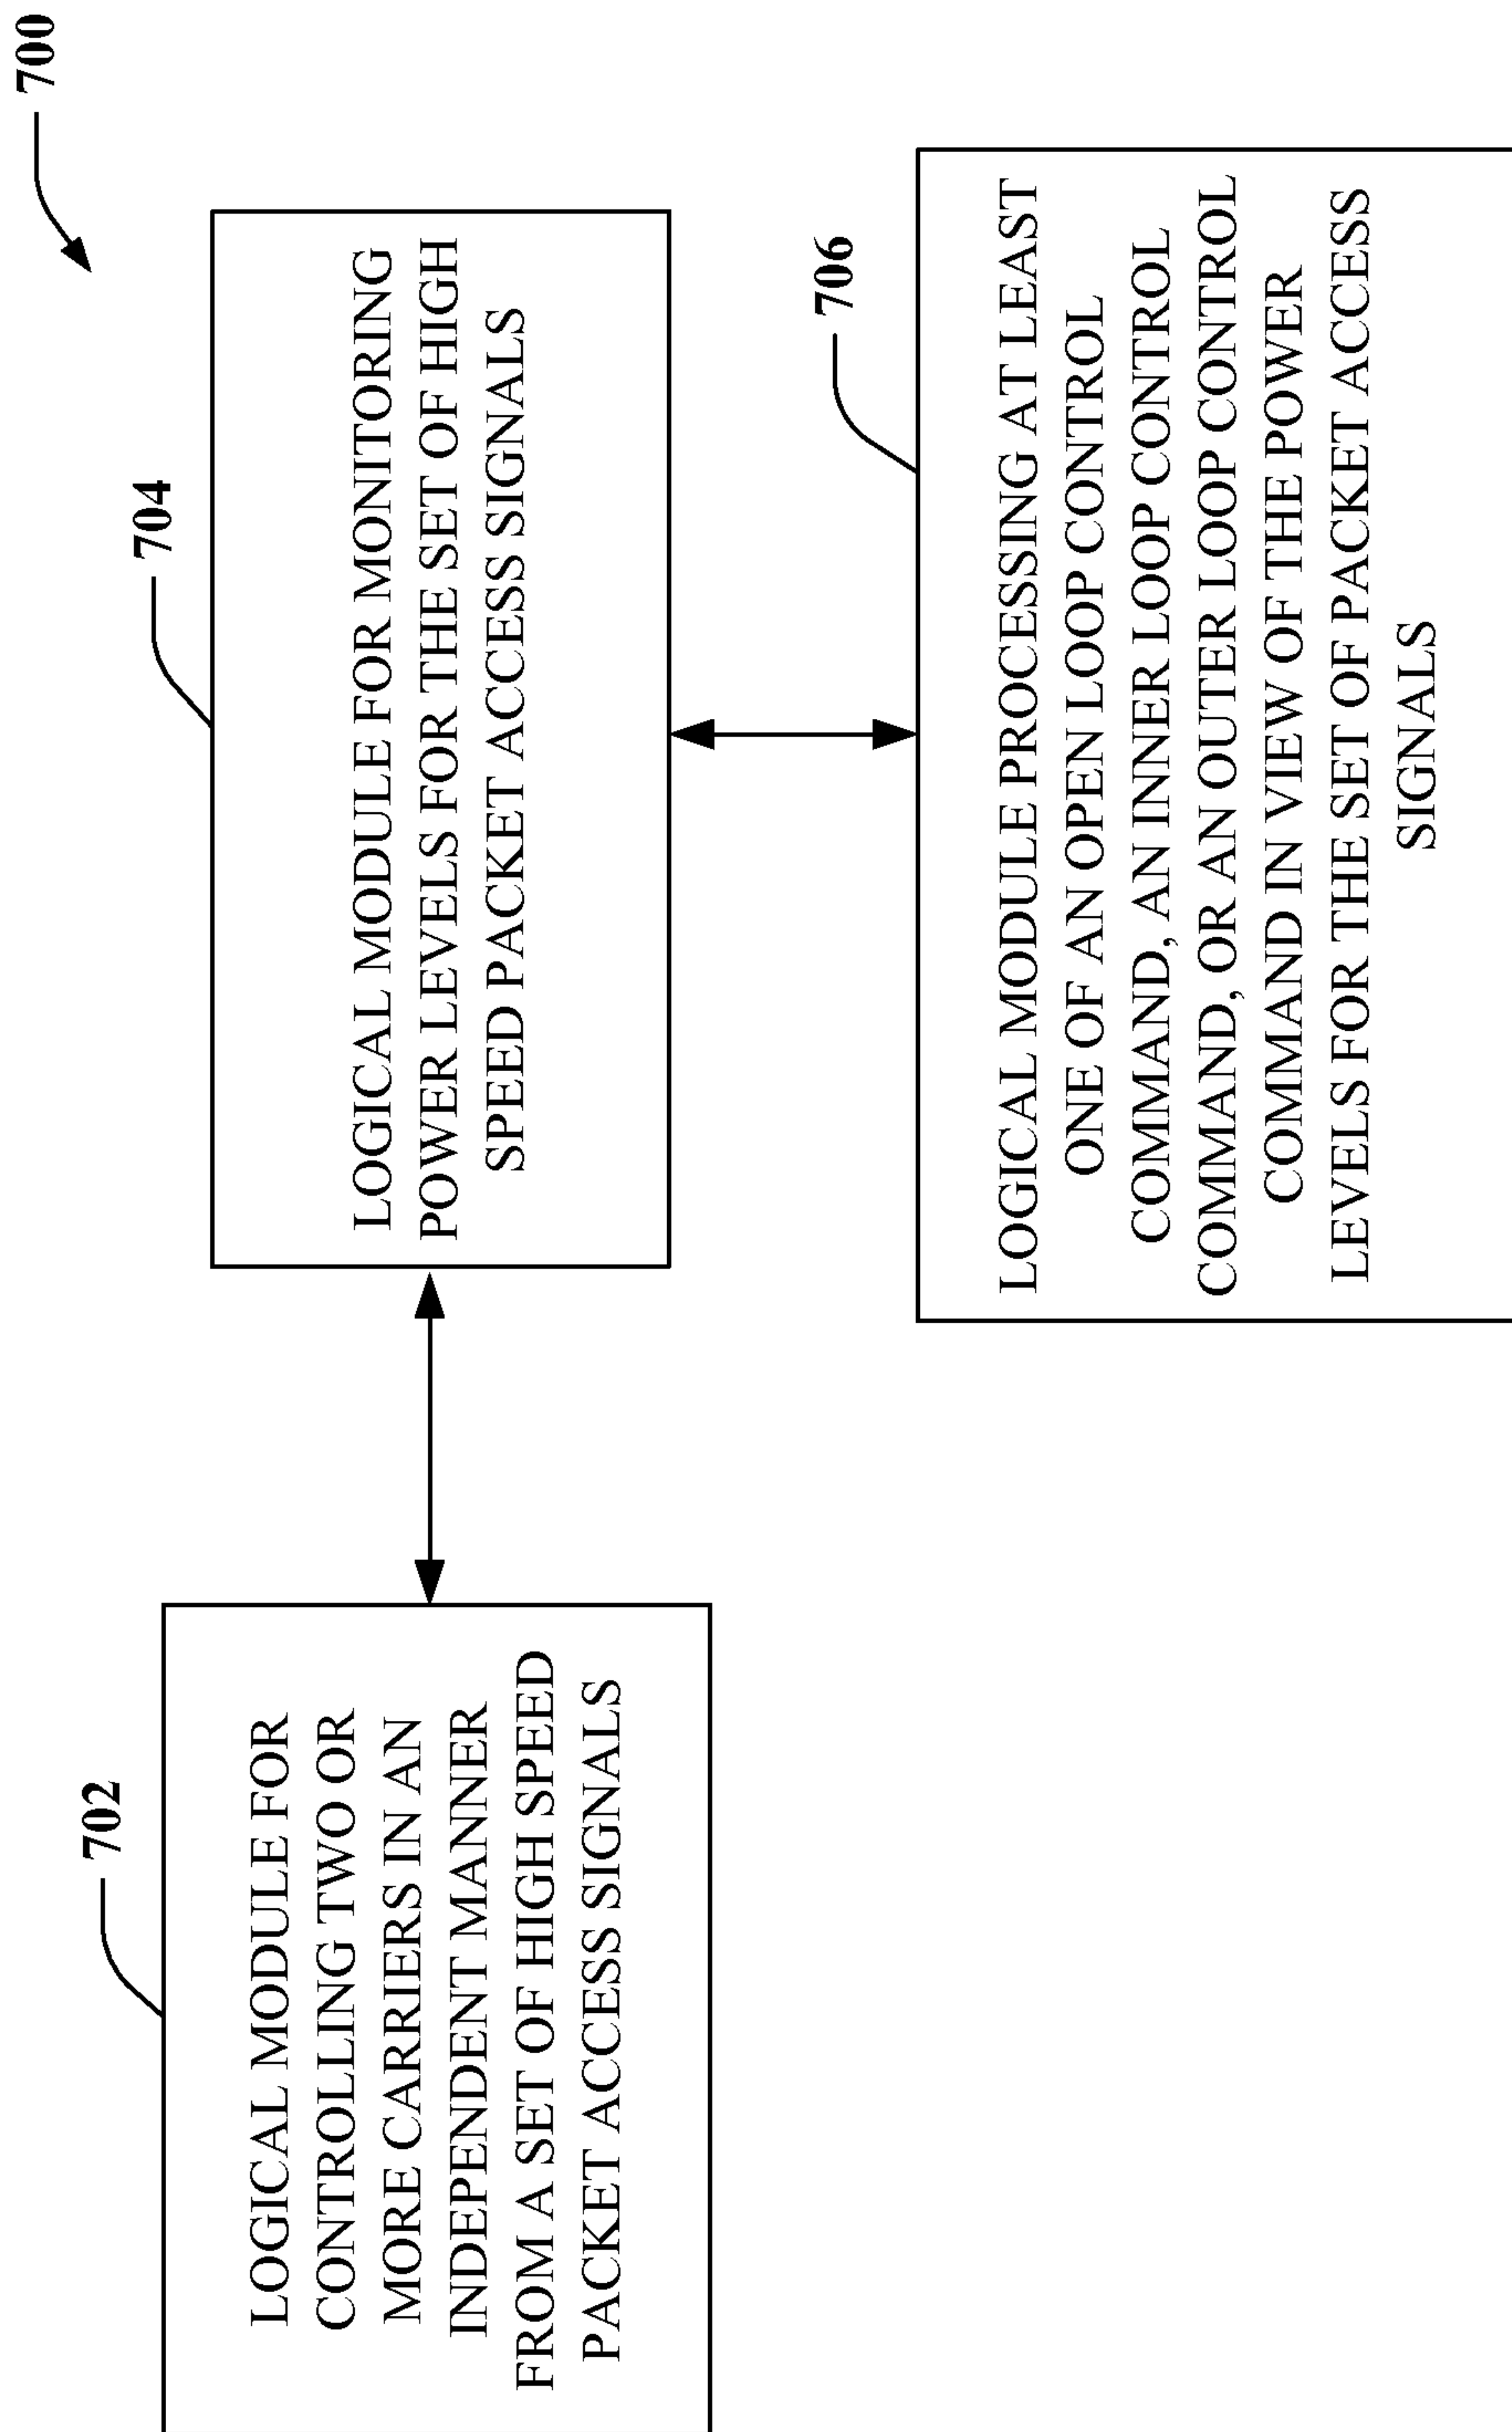 700
702
LOGICAL MODULE FOR
CONTROLLING TWO OR
MORE CARRIERS IN AN
INDEPENDENT MANNER
FROM A SET OF HIGH SPEED
PACKET ACCESS SIGNALS
704
LOGICAL MODULE FOR MONITORING
POWER LEVELS FOR THE SET OF HIGH
SPEED PACKET ACCESS SIGNALS
706
LOGICAL MODULE PROCESSING AT LEAST
ONE OF AN OPEN LOOP CONTROL
COMMAND, AN INNER LOOP CONTROL
COMMAND, OR AN OUTER LOOP CONTROL
COMMAND IN VIEW OF THE POWER
LEVELS FOR THE SET OF PACKET ACCESS
SIGNALS